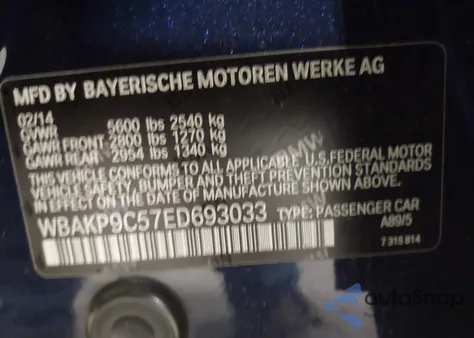 MFD BY BAYERISCHE MOTOREN WERKE AG
02/14
GVWR 5600 lbs 2540 kg
GAWR FRONT 2800 lbs 1270 kg
GAWR REAR 2954 lbs 1340 kg
THIS VEHICLE CONFORMS TO ALL APPLICABLE U.S.FEDERAL MOTOR
VEHICLE SAFETY, BUMPER, AND THEFT PREVENTION STANDARDS
IN EFFECT ON THE DATE OF MANUFACTURE SHOWN ABOVE.
WBAKP9C57ED693033 TYPE: PASSENGER CAR
A89/5
7 315 814
autoSnap